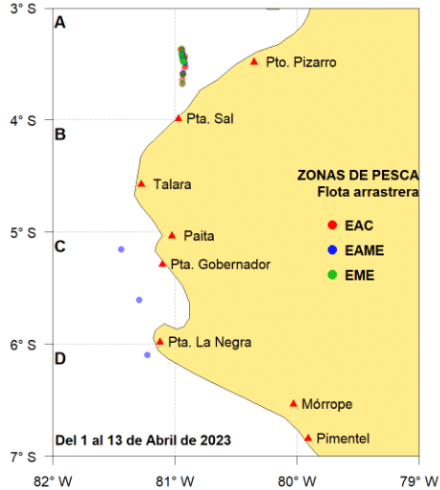 3° S
A
Pto. Pizarro
4° S
Pta. Sal
B
ZONAS DE PESCA
Talara
Flota arrastrera
EAC
5° S
Paita
C
EAME
Pta. Gobernador
EME
6° S
Pta. La Negra
D
Mórrope
Del 1 al 13 de Abril de 2023
Pimentel
7° S
82° W
81° W
80° W
79° W